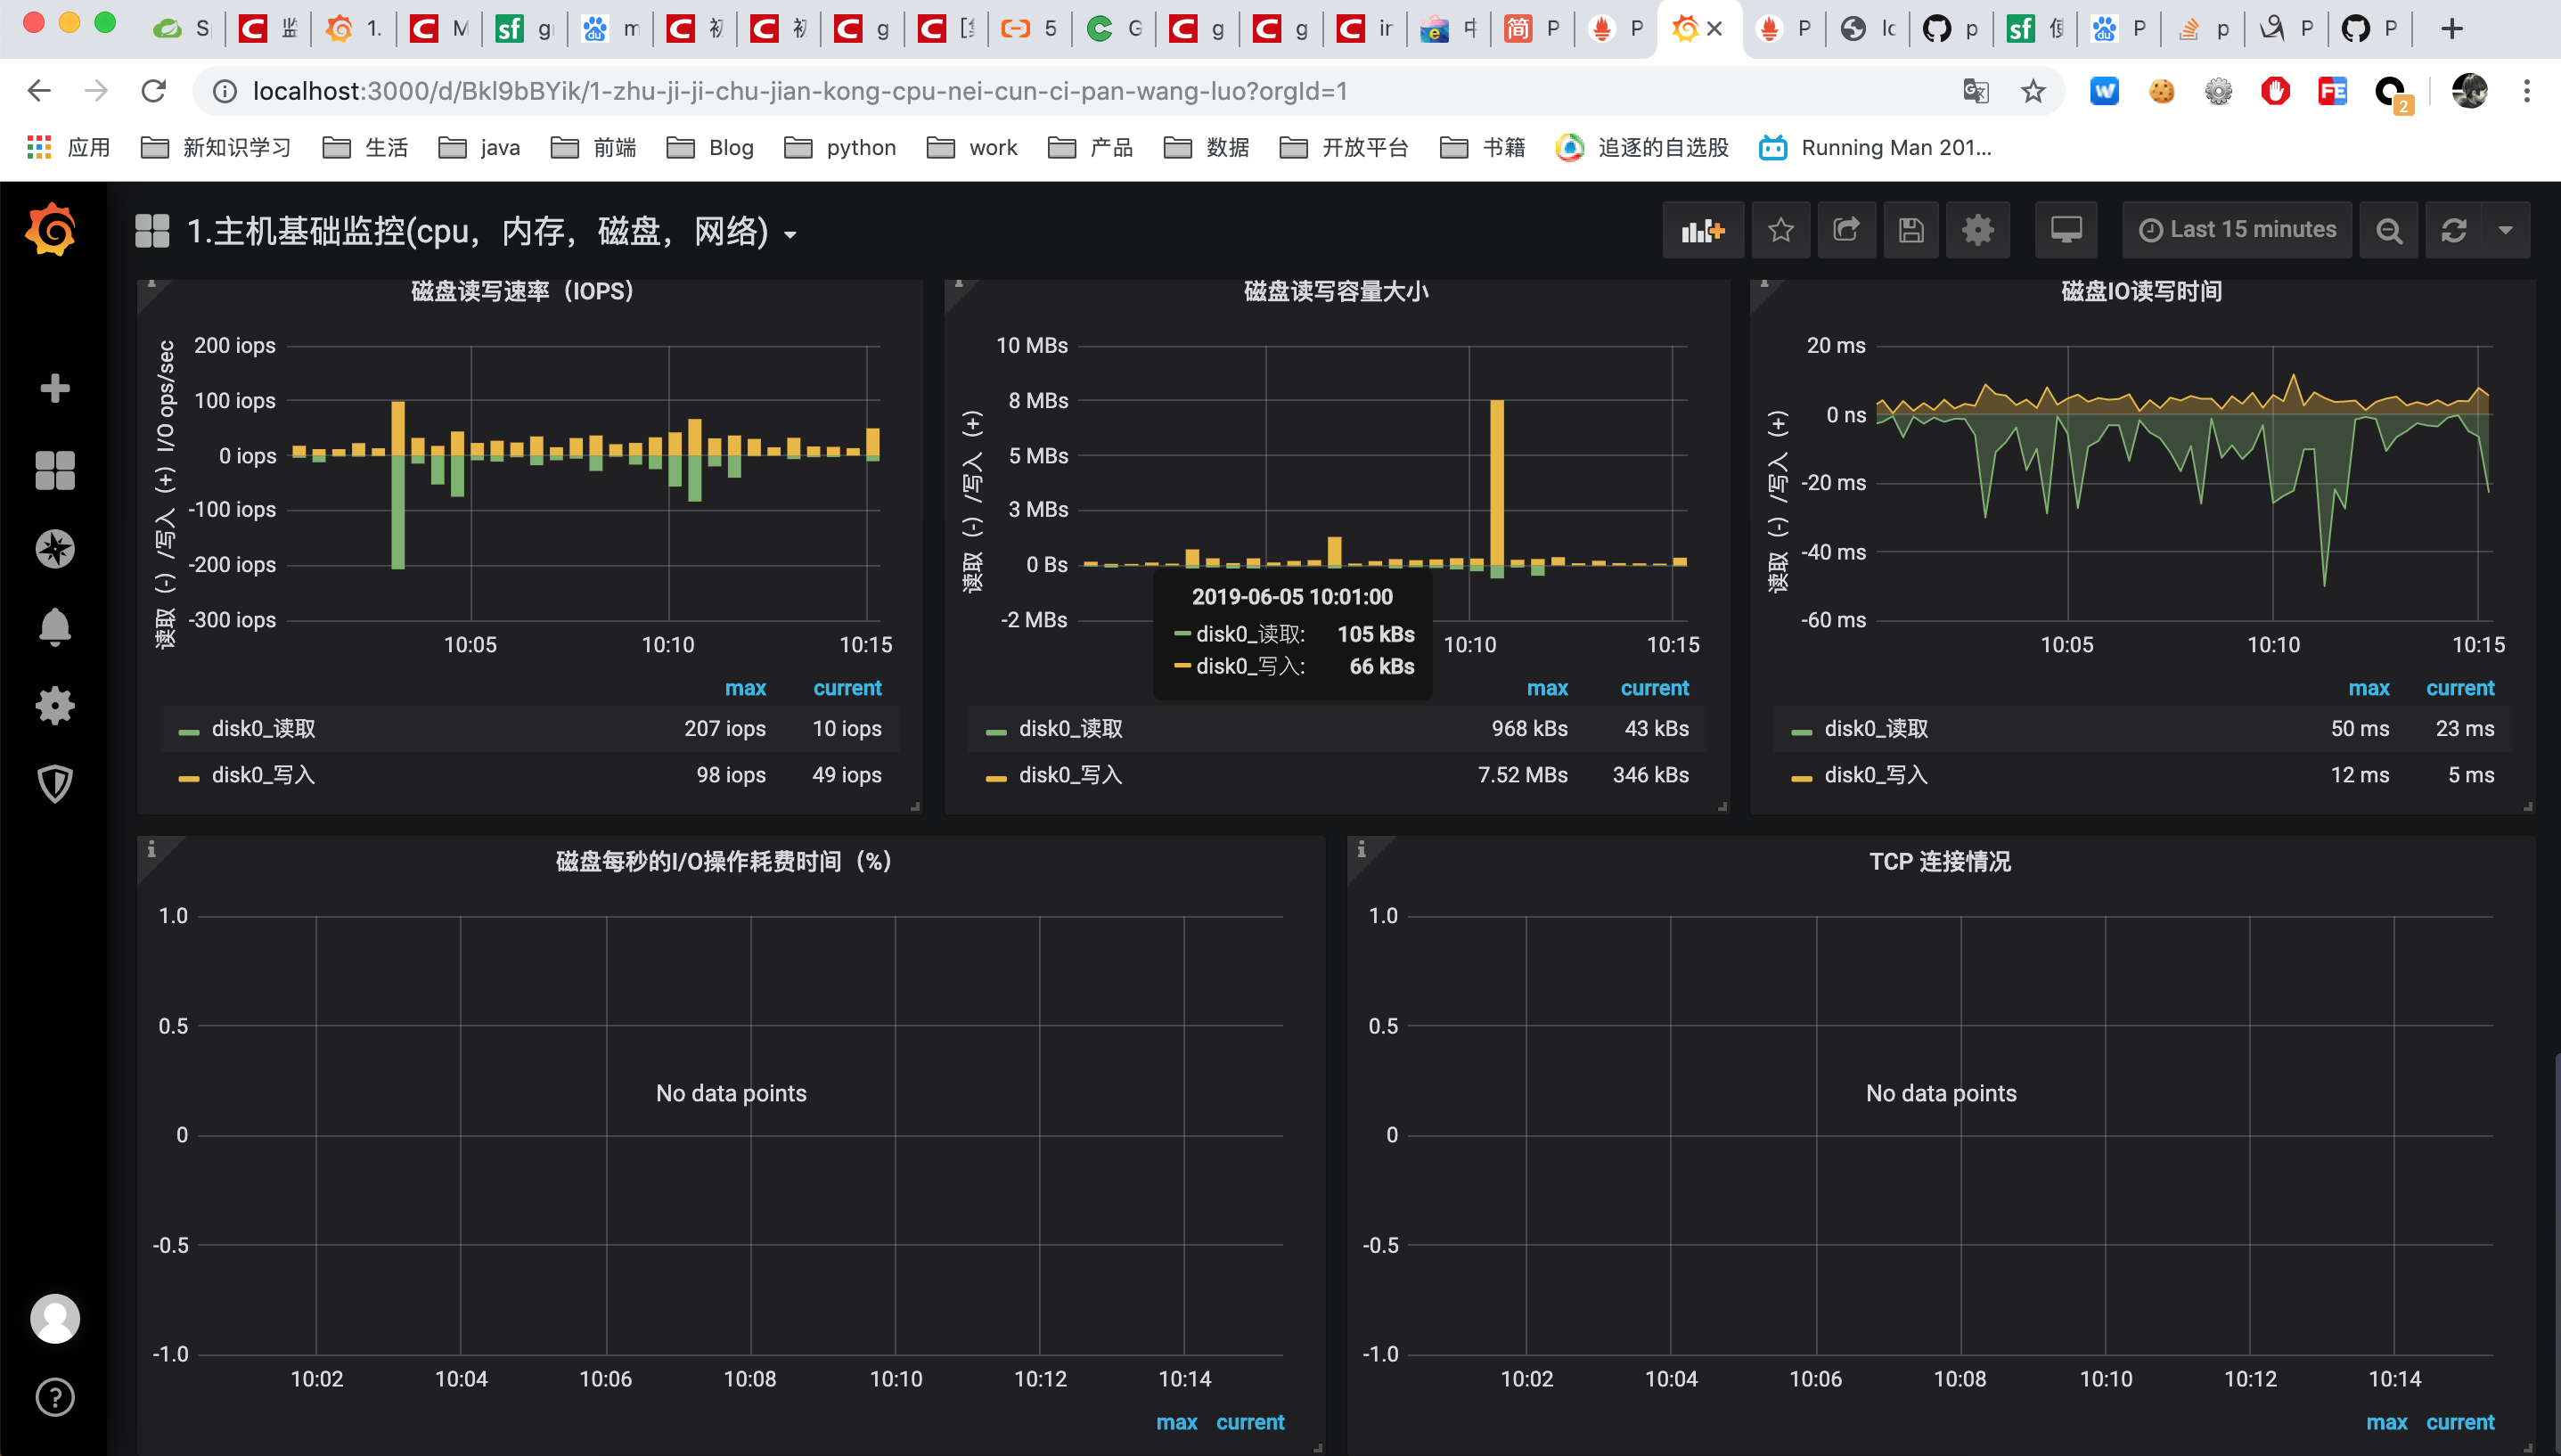 S 监 1. M sf g du m 初 初 g [ 5 G g g ir 中 简 P P P lc p sf 使 du P p P P
localhost:3000/d/Bkl9bBYik/1-zhu-ji-ji-chu-jian-kong-cpu-nei-cun-ci-pan-wang-luo?orgId=1 W FE 2
应用 新知识学习 生活 java 前端 Blog python work 产品 数据 开放平台 书籍 追逐的自选股 Running Man 201...
1.主机基础监控(cpu，内存，磁盘，网络) Last 15 minutes
磁盘读写速率（IOPS）
读取（-）/写入（+）I/O ops/sec
200 iops
100 iops
0 iops
-100 iops
-200 iops
-300 iops
10:05 10:10 10:15
max current
disk0_读取 207 iops 10 iops
disk0_写入 98 iops 49 iops
磁盘读写容量大小
读取（-）/写入（+）
10 MBs
8 MBs
5 MBs
3 MBs
0 Bs
-2 MBs
10:10 10:15
2019-06-05 10:01:00
disk0_读取: 105 kBs
disk0_写入: 66 kBs
max current
disk0_读取 968 kBs 43 kBs
disk0_写入 7.52 MBs 346 kBs
磁盘IO读写时间
读取（-）/写入（+）
20 ms
0 ns
-20 ms
-40 ms
-60 ms
10:05 10:10 10:15
max current
disk0_读取 50 ms 23 ms
disk0_写入 12 ms 5 ms
磁盘每秒的I/O操作耗费时间（%）
1.0
0.5
No data points
0
-0.5
-1.0
10:02 10:04 10:06 10:08 10:10 10:12 10:14
max current
TCP 连接情况
1.0
0.5
No data points
0
-0.5
-1.0
10:02 10:04 10:06 10:08 10:10 10:12 10:14
max current